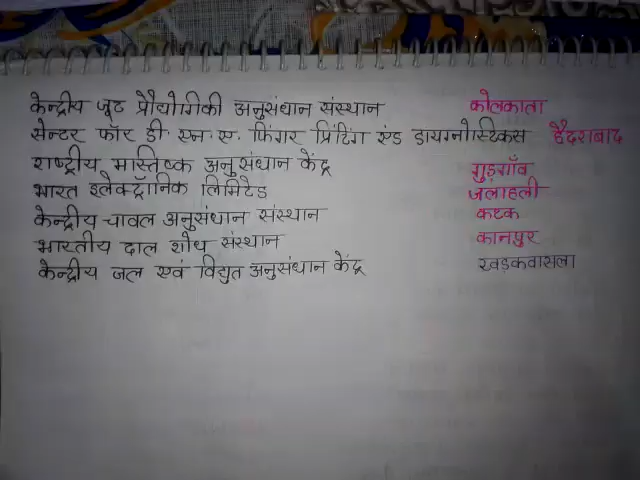 केन्द्रीय जूट प्रौद्योगिकी अनुसंधान संस्थान कोलकाता
सेन्टर फॉर डी. एन. ए. फिंगर प्रिंटिंग एंड डायग्नोस्टिकस हैदराबाद
राष्ट्रीय मास्तिष्क अनुसंधान केंद्र गुड़गाँव
भारत इलेक्ट्रॉनिक लिमिटेड जलाहली
केन्द्रीय चावल अनुसंधान संस्थान कटक
भारतीय दाल शोध संस्थान कानपुर
केन्द्रीय जल एवं विद्युत अनुसंधान केंद्र खड़कवासला